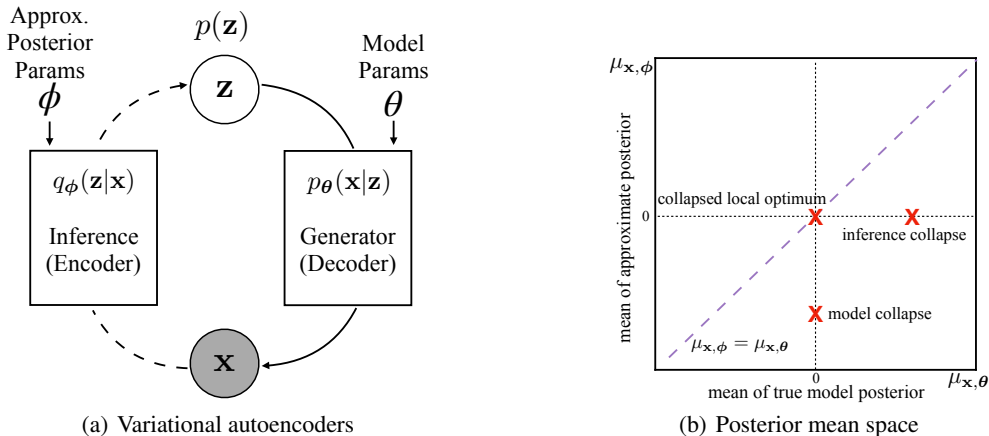 Approx.
Posterior
Params
ϕ
p(z)
z
Model
Params
θ
qϕ(z|x)
Inference
(Encoder)
pθ(x|z)
Generator
(Decoder)
x
(a) Variational autoencoders
μx,ϕ
mean of approximate posterior
collapsed local optimum
0
X
X
inference collapse
X
model collapse
μx,ϕ = μx,θ
0
μx,θ
mean of true model posterior
(b) Posterior mean space